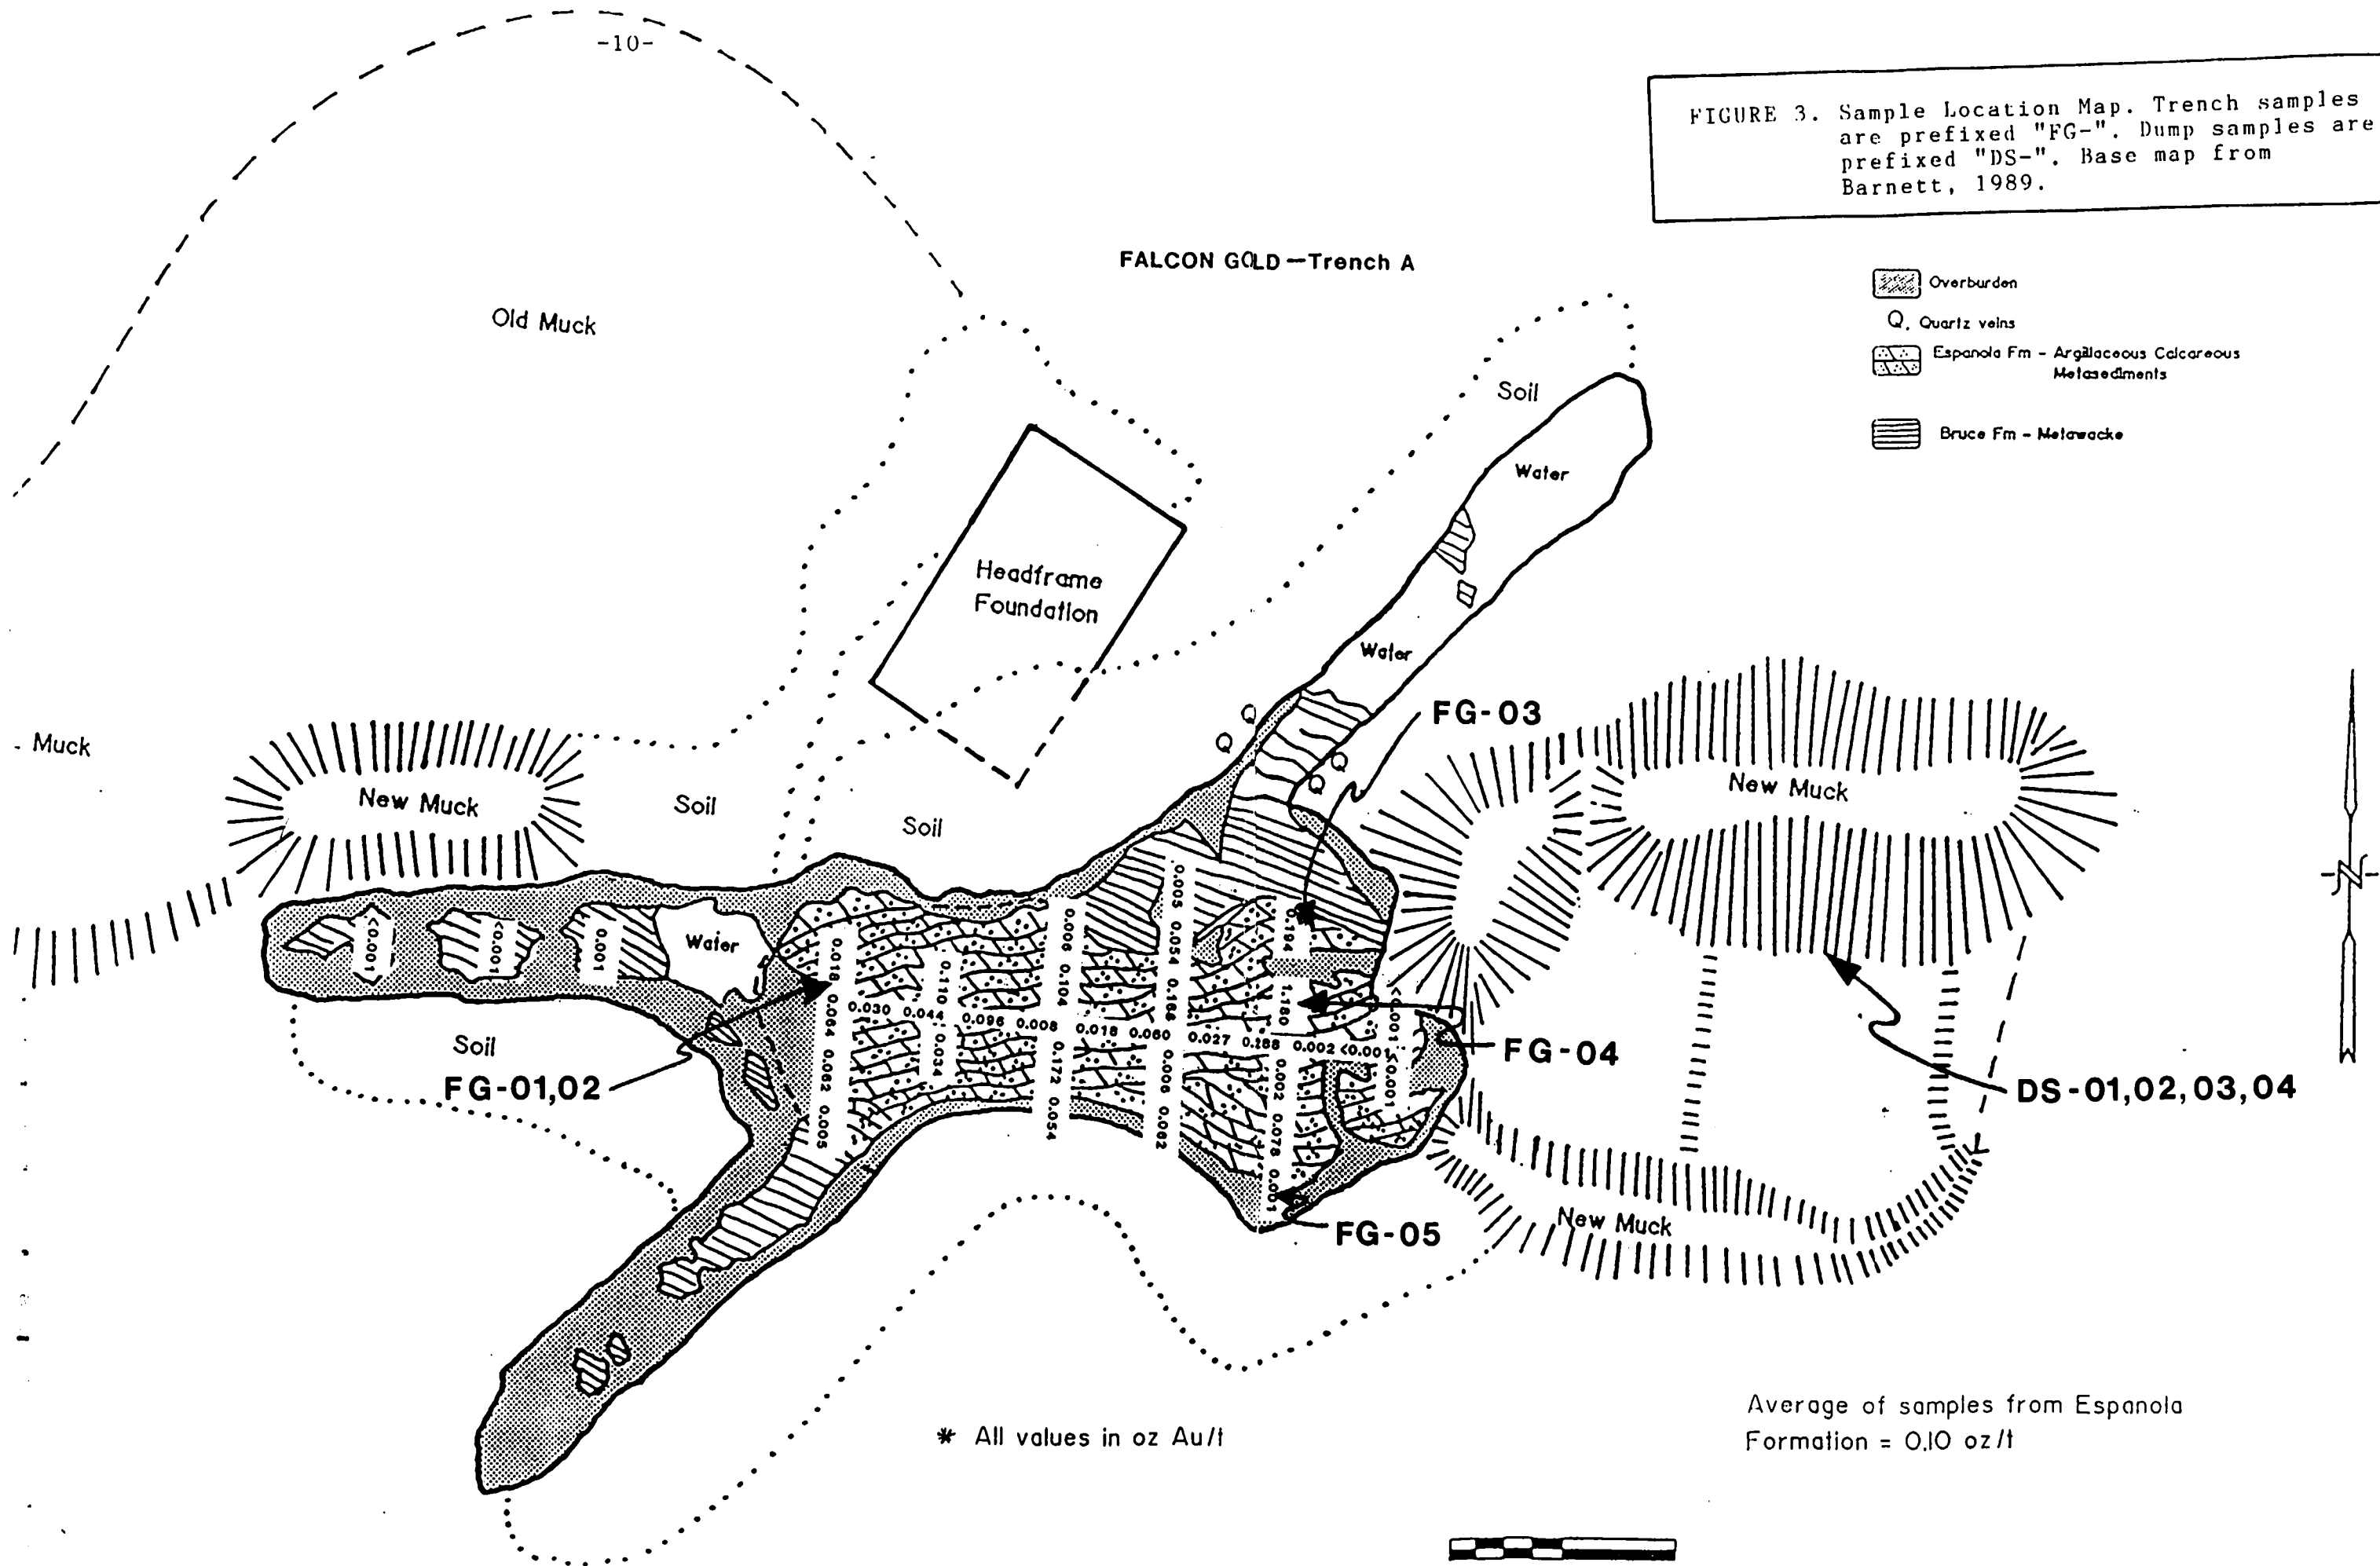 -10-
FIGURE 3. Sample Location Map. Trench samples
are prefixed "FG-". Dump samples are
prefixed "DS-". Base map from
Barnett, 1989.
FALCON GOLD—Trench A
Overburden
Q. Quartz veins
Espanola Fm - Argillaceous Calcareous
Metasediments
Bruce Fm - Metawacke
Old Muck
Soil
Water
Headframe
Foundation
Water
FG-03
Q
Q
Q
Q
- Muck
New Muck
Soil
Soil
New Muck
N
<0.001
<0.001
0.001
Water
0.018 0.064 0.062 0.005
0.110 0.034
0.006 0.104 0.172 0.054
0.005 0.054 0.166 0.006 0.062
0.194 1.180 0.002 0.078 0.001
<0.001 <0.001
0.030 0.044 0.096 0.008 0.018 0.060 0.027 0.288 0.002 <0.001
Soil
FG-01,02
FG-04
DS-01,02,03,04
FG-05
New Muck
* All values in oz Au/t
Average of samples from Espanola
Formation = 0.10 oz/t